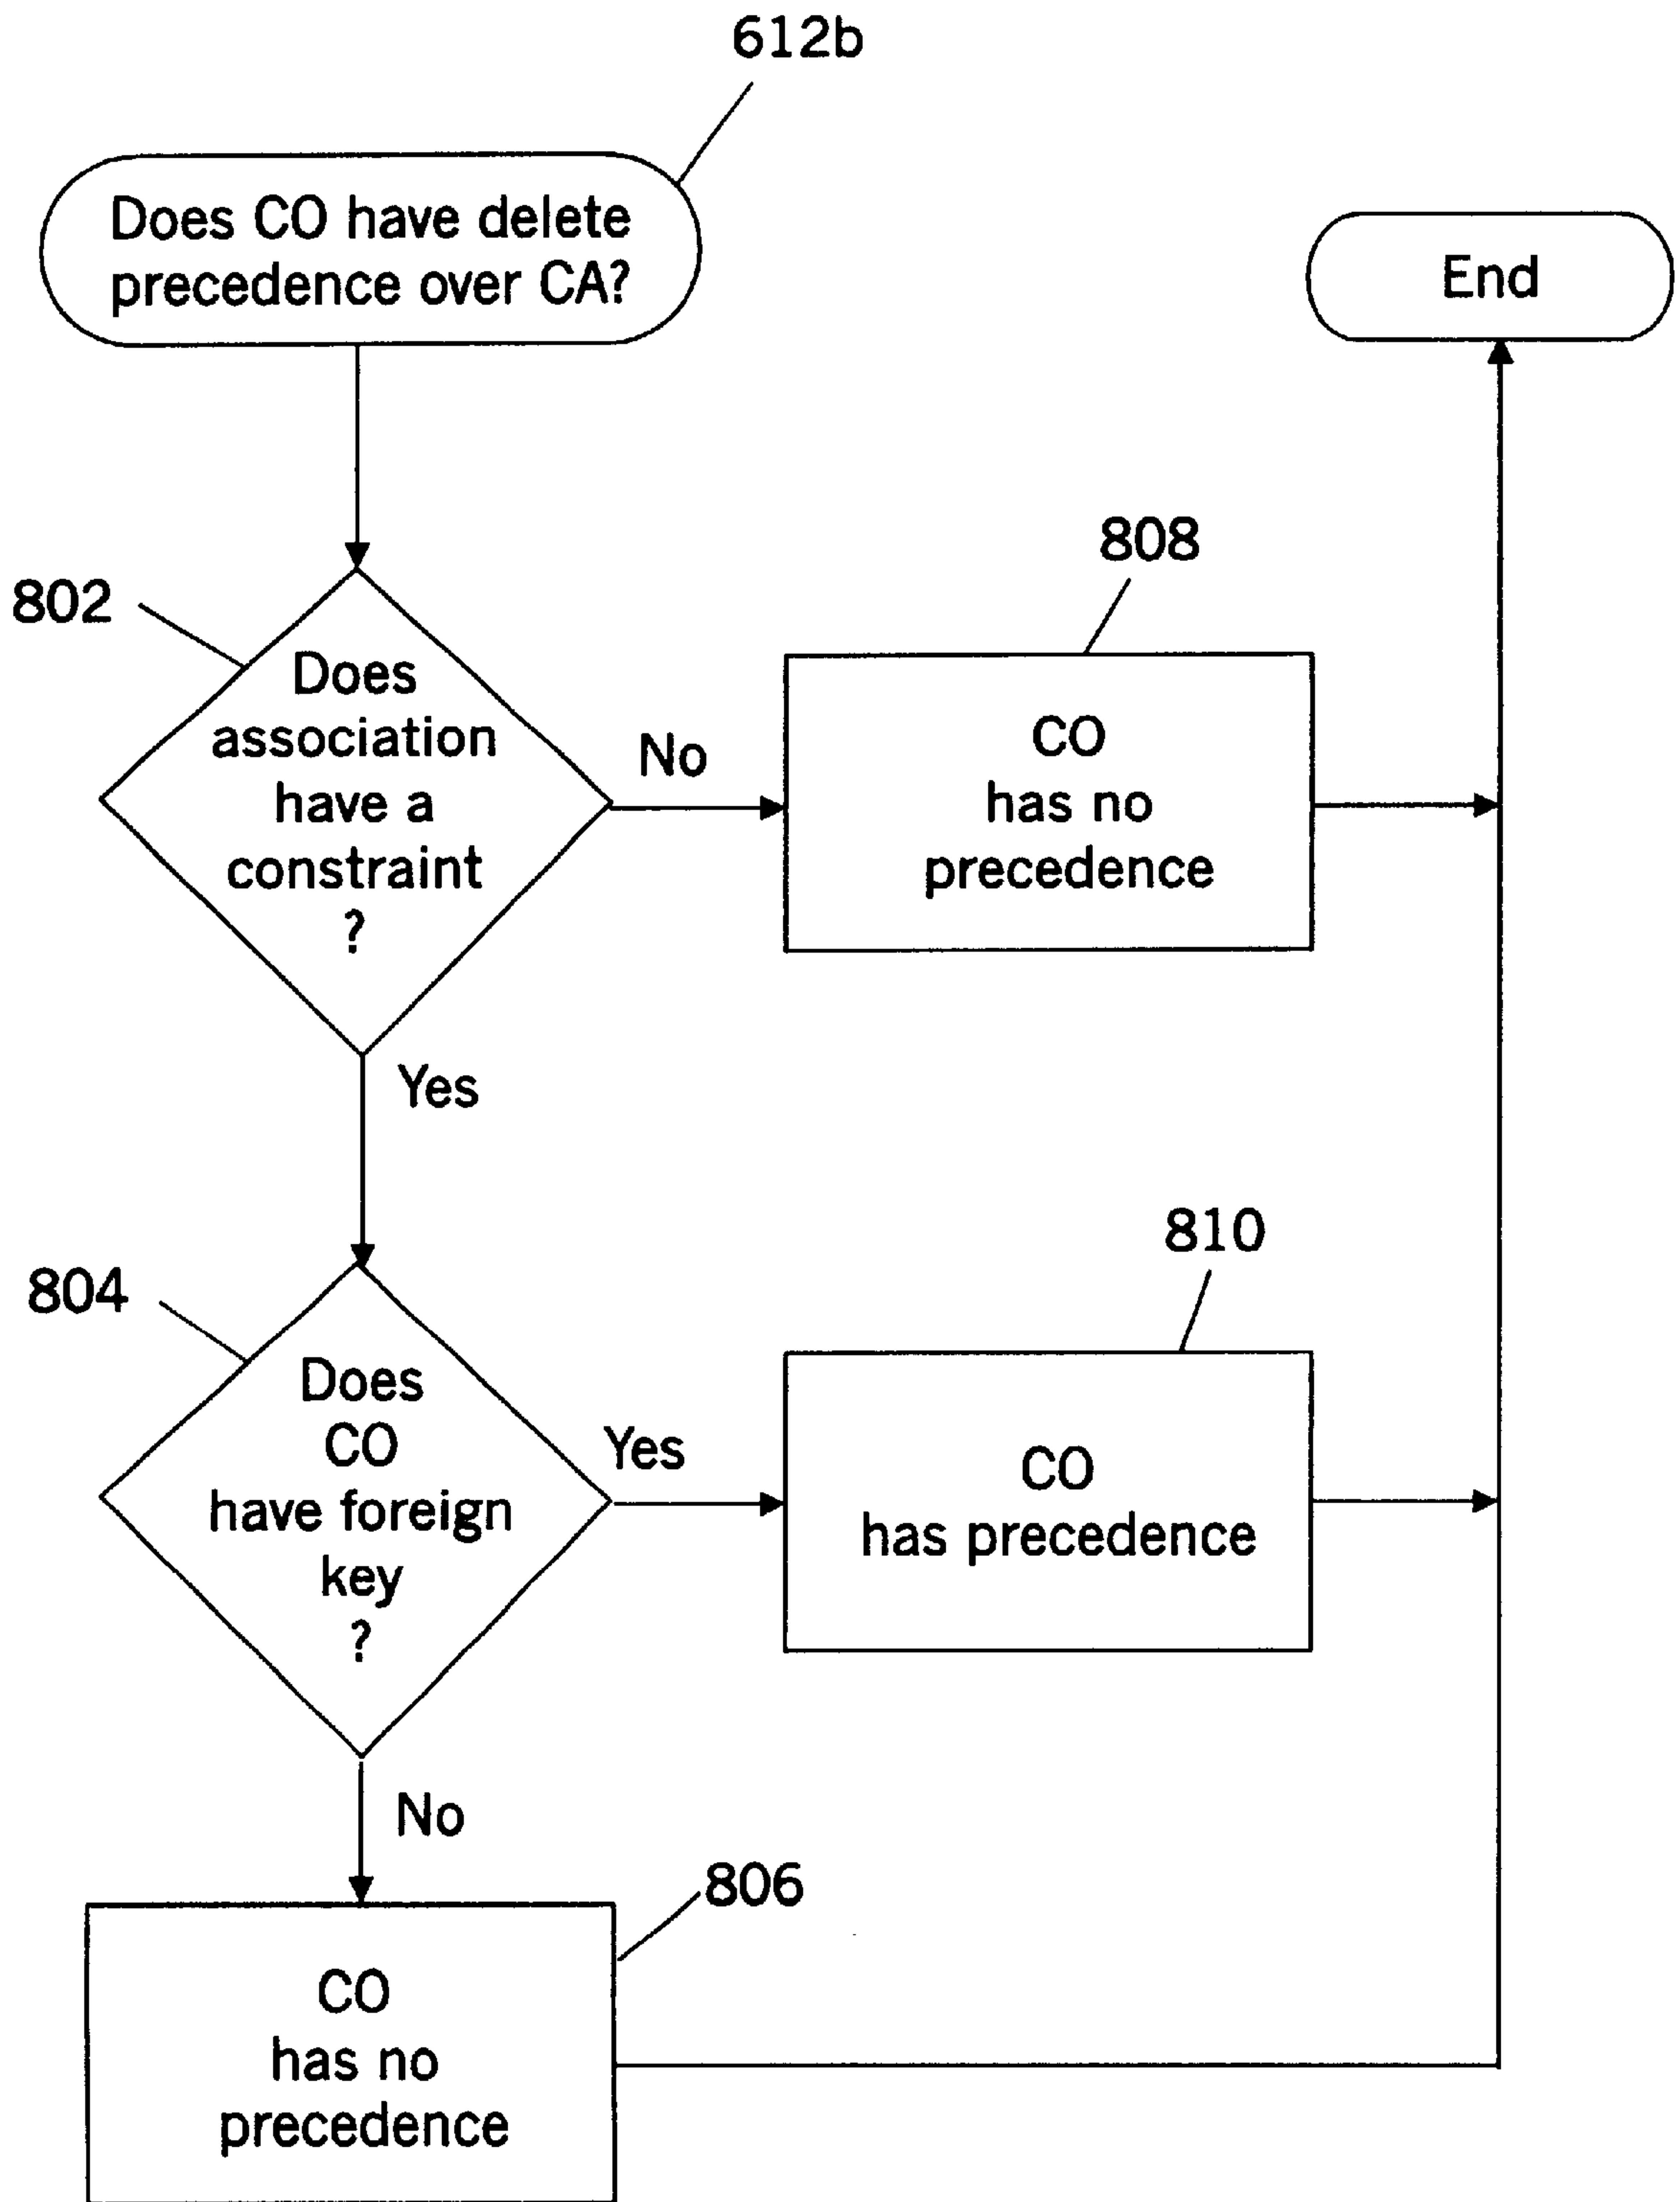 612b
Does CO have delete
precedence over CA?
End
802
Does
association
have a
constraint
?
No
808
CO
has no
precedence
Yes
804
Does
CO
have foreign
key
?
Yes
810
CO
has precedence
No
806
CO
has no
precedence